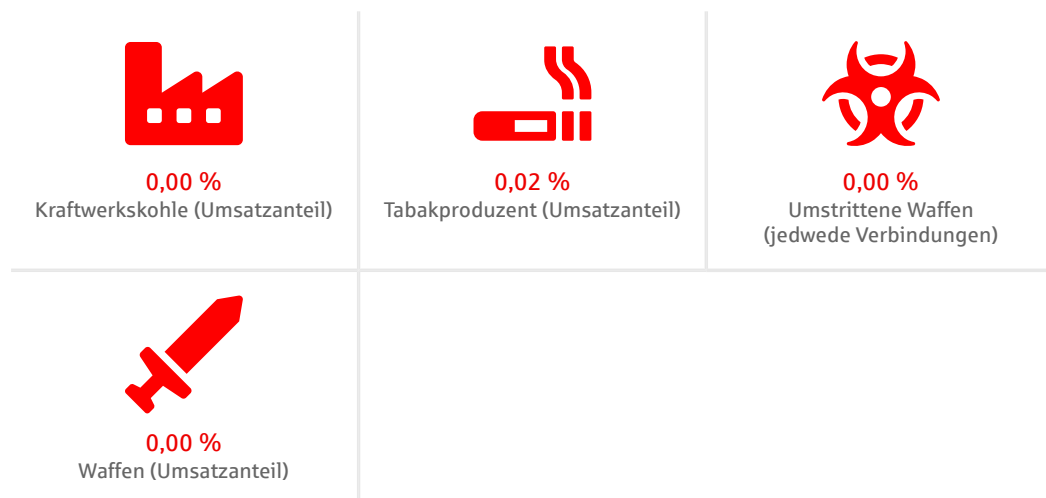 0,00 %
Kraftwerkskohle (Umsatzanteil)
0,02 %
Tabakproduzent (Umsatzanteil)
0,00 %
Umstrittene Waffen
(jedwede Verbindungen)
0,00 %
Waffen (Umsatzanteil)